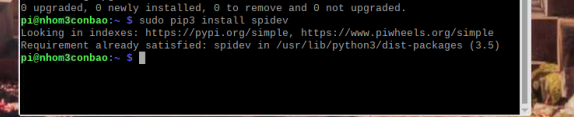 0 upgraded, 0 newly installed, 0 to remove and 0 not upgraded.
pi@nhom3conbao:~ $ sudo pip3 install spidev
Looking in indexes: https://pypi.org/simple, https://www.piwheels.org/simple
Requirement already satisfied: spidev in /usr/lib/python3/dist-packages (3.5)
pi@nhom3conbao:~ $